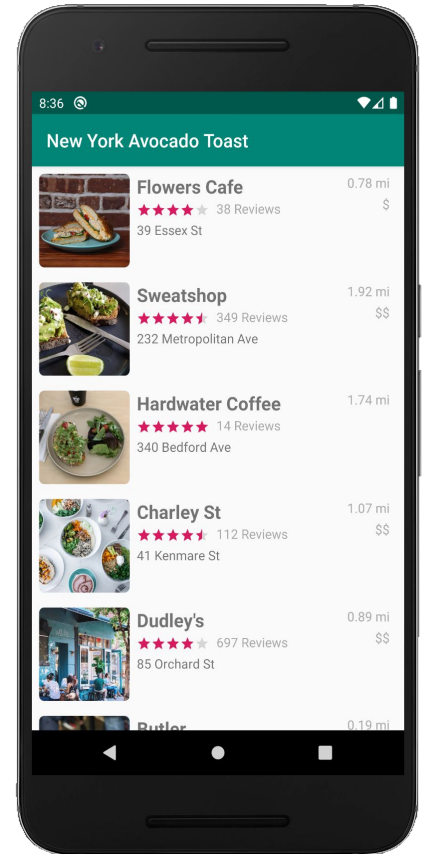 8:36
New York Avocado Toast
Flowers Cafe
0.78 mi
38 Reviews
$
39 Essex St
Sweatshop
1.92 mi
349 Reviews
$$
232 Metropolitan Ave
Hardwater Coffee
1.74 mi
14 Reviews
340 Bedford Ave
Charley St
1.07 mi
112 Reviews
$$
41 Kenmare St
Dudley's
0.89 mi
697 Reviews
$$
85 Orchard St
Butler
0.19 mi